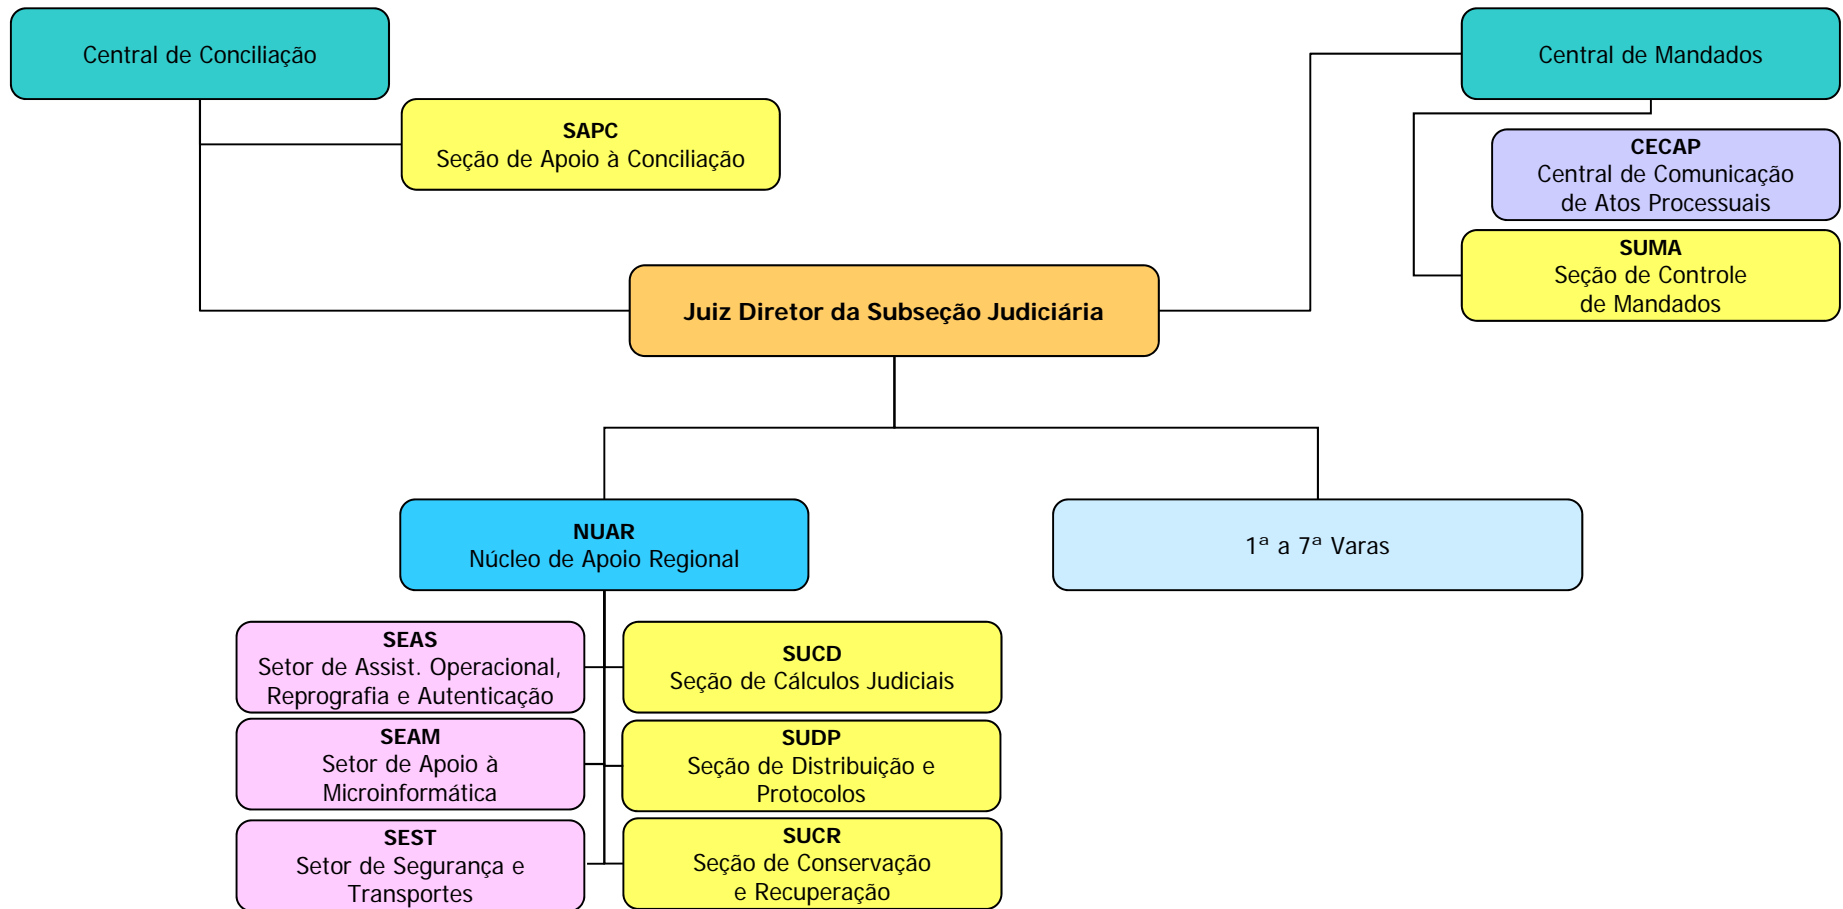 Central de Conciliação
Central de Mandados
SAPC
Seção de Apoio à Conciliação
CECAP
Central de Comunicação
de Atos Processuais
SUMA
Seção de Controle
de Mandados
Juiz Diretor da Subseção Judiciária
NUAR
Núcleo de Apoio Regional
1ª a 7ª Varas
SEAS
Setor de Assist. Operacional,
Reprografia e Autenticação
SUCD
Seção de Cálculos Judiciais
SEAM
Setor de Apoio à
Microinformática
SUDP
Seção de Distribuição e
Protocolos
SEST
Setor de Segurança e
Transportes
SUCR
Seção de Conservação
e Recuperação